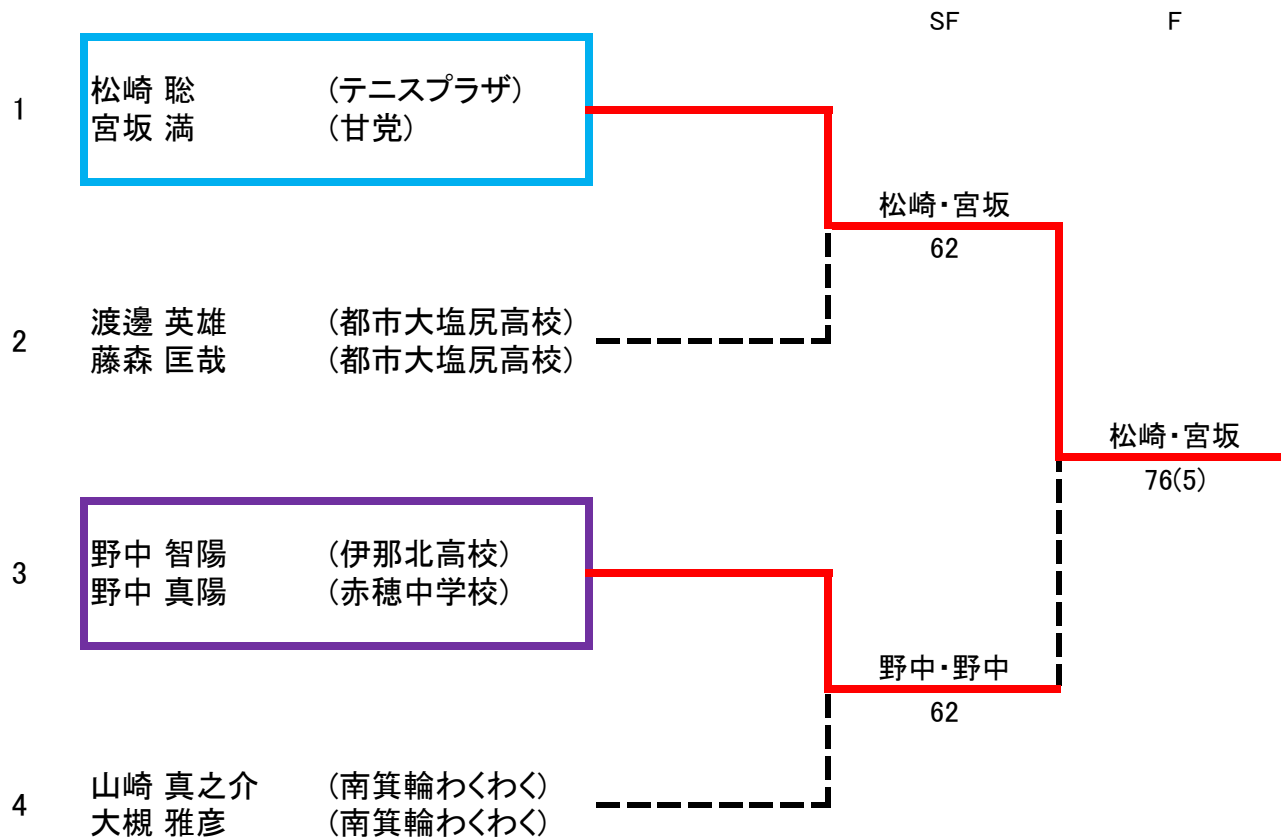 SF F
1 松崎 聡 (テニスプラザ)
宮坂 満 (甘党)
松崎・宮坂
62
2 渡邊 英雄 (都市大塩尻高校)
藤森 匡哉 (都市大塩尻高校)
松崎・宮坂
76(5)
3 野中 智陽 (伊那北高校)
野中 真陽 (赤穂中学校)
野中・野中
62
4 山崎 真之介 (南箕輪わくわく)
大槻 雅彦 (南箕輪わくわく)